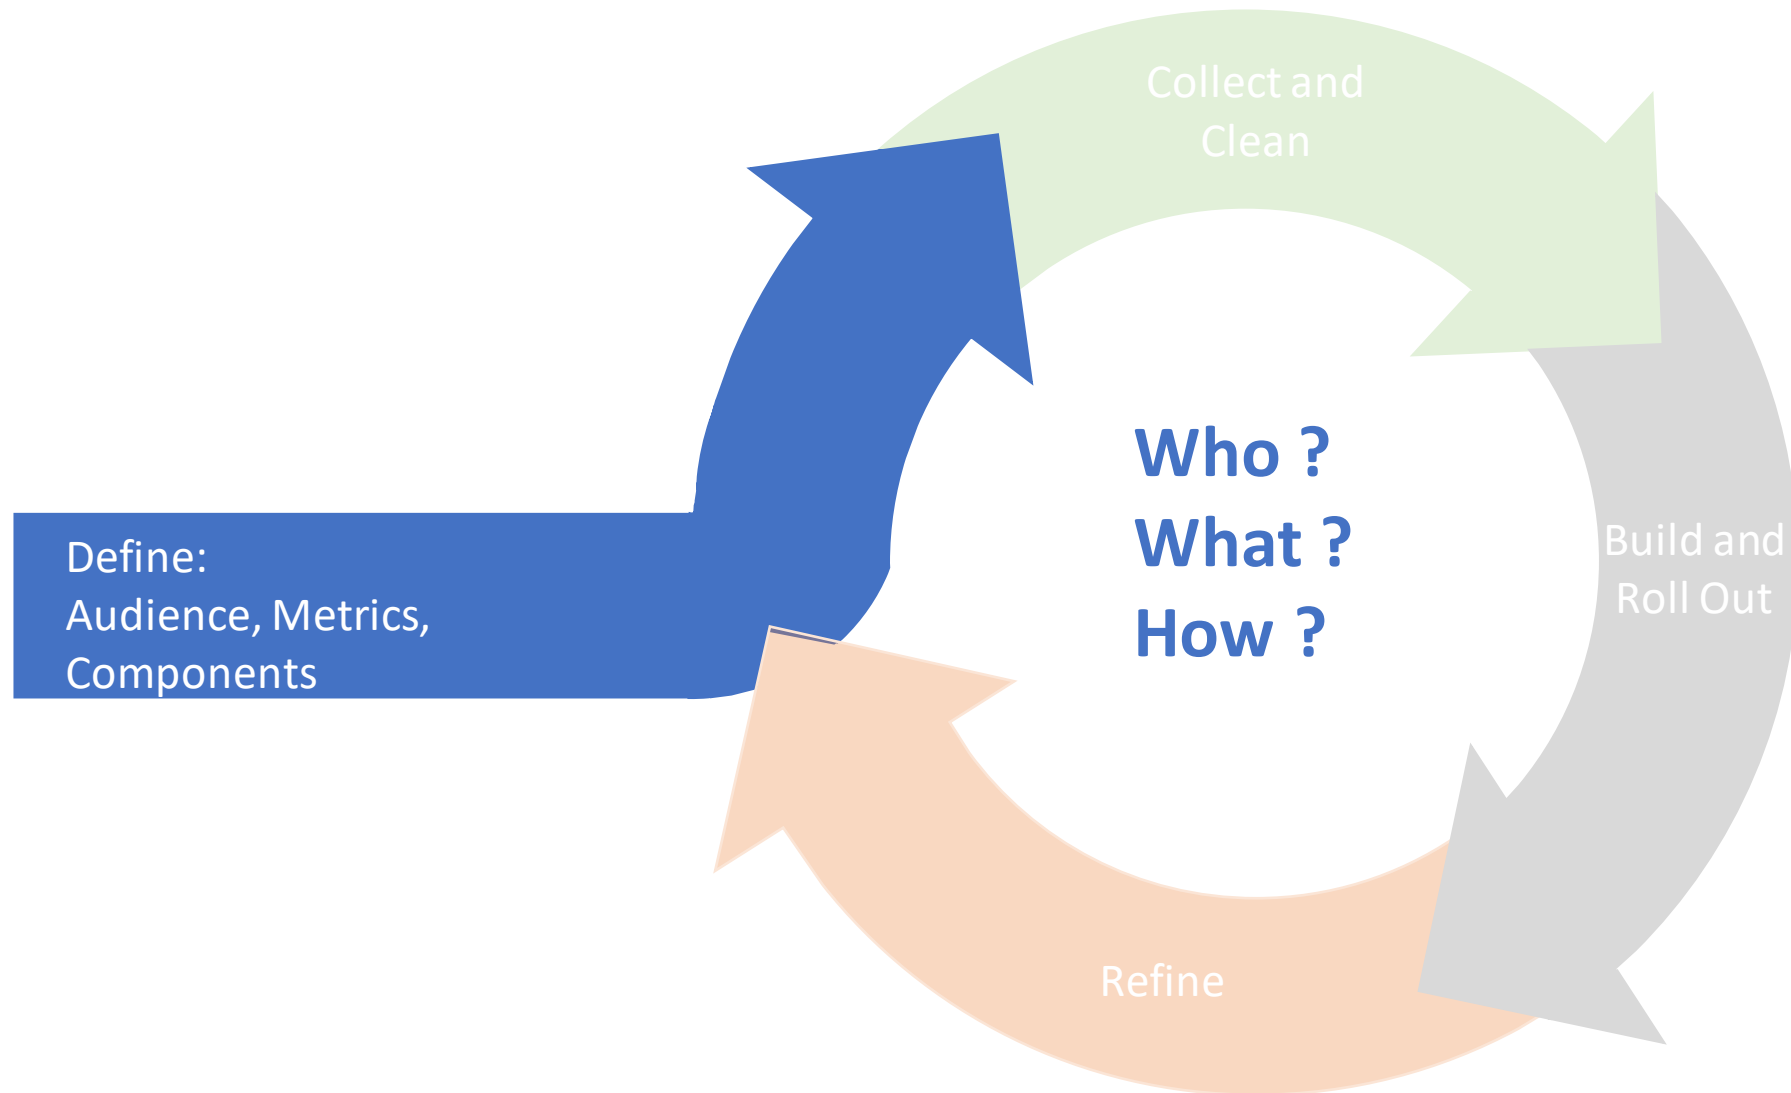 Collect and
Clean
Who ?
What ?
How ?
Build and
Roll Out
Define:
Audience, Metrics,
Components
Refine